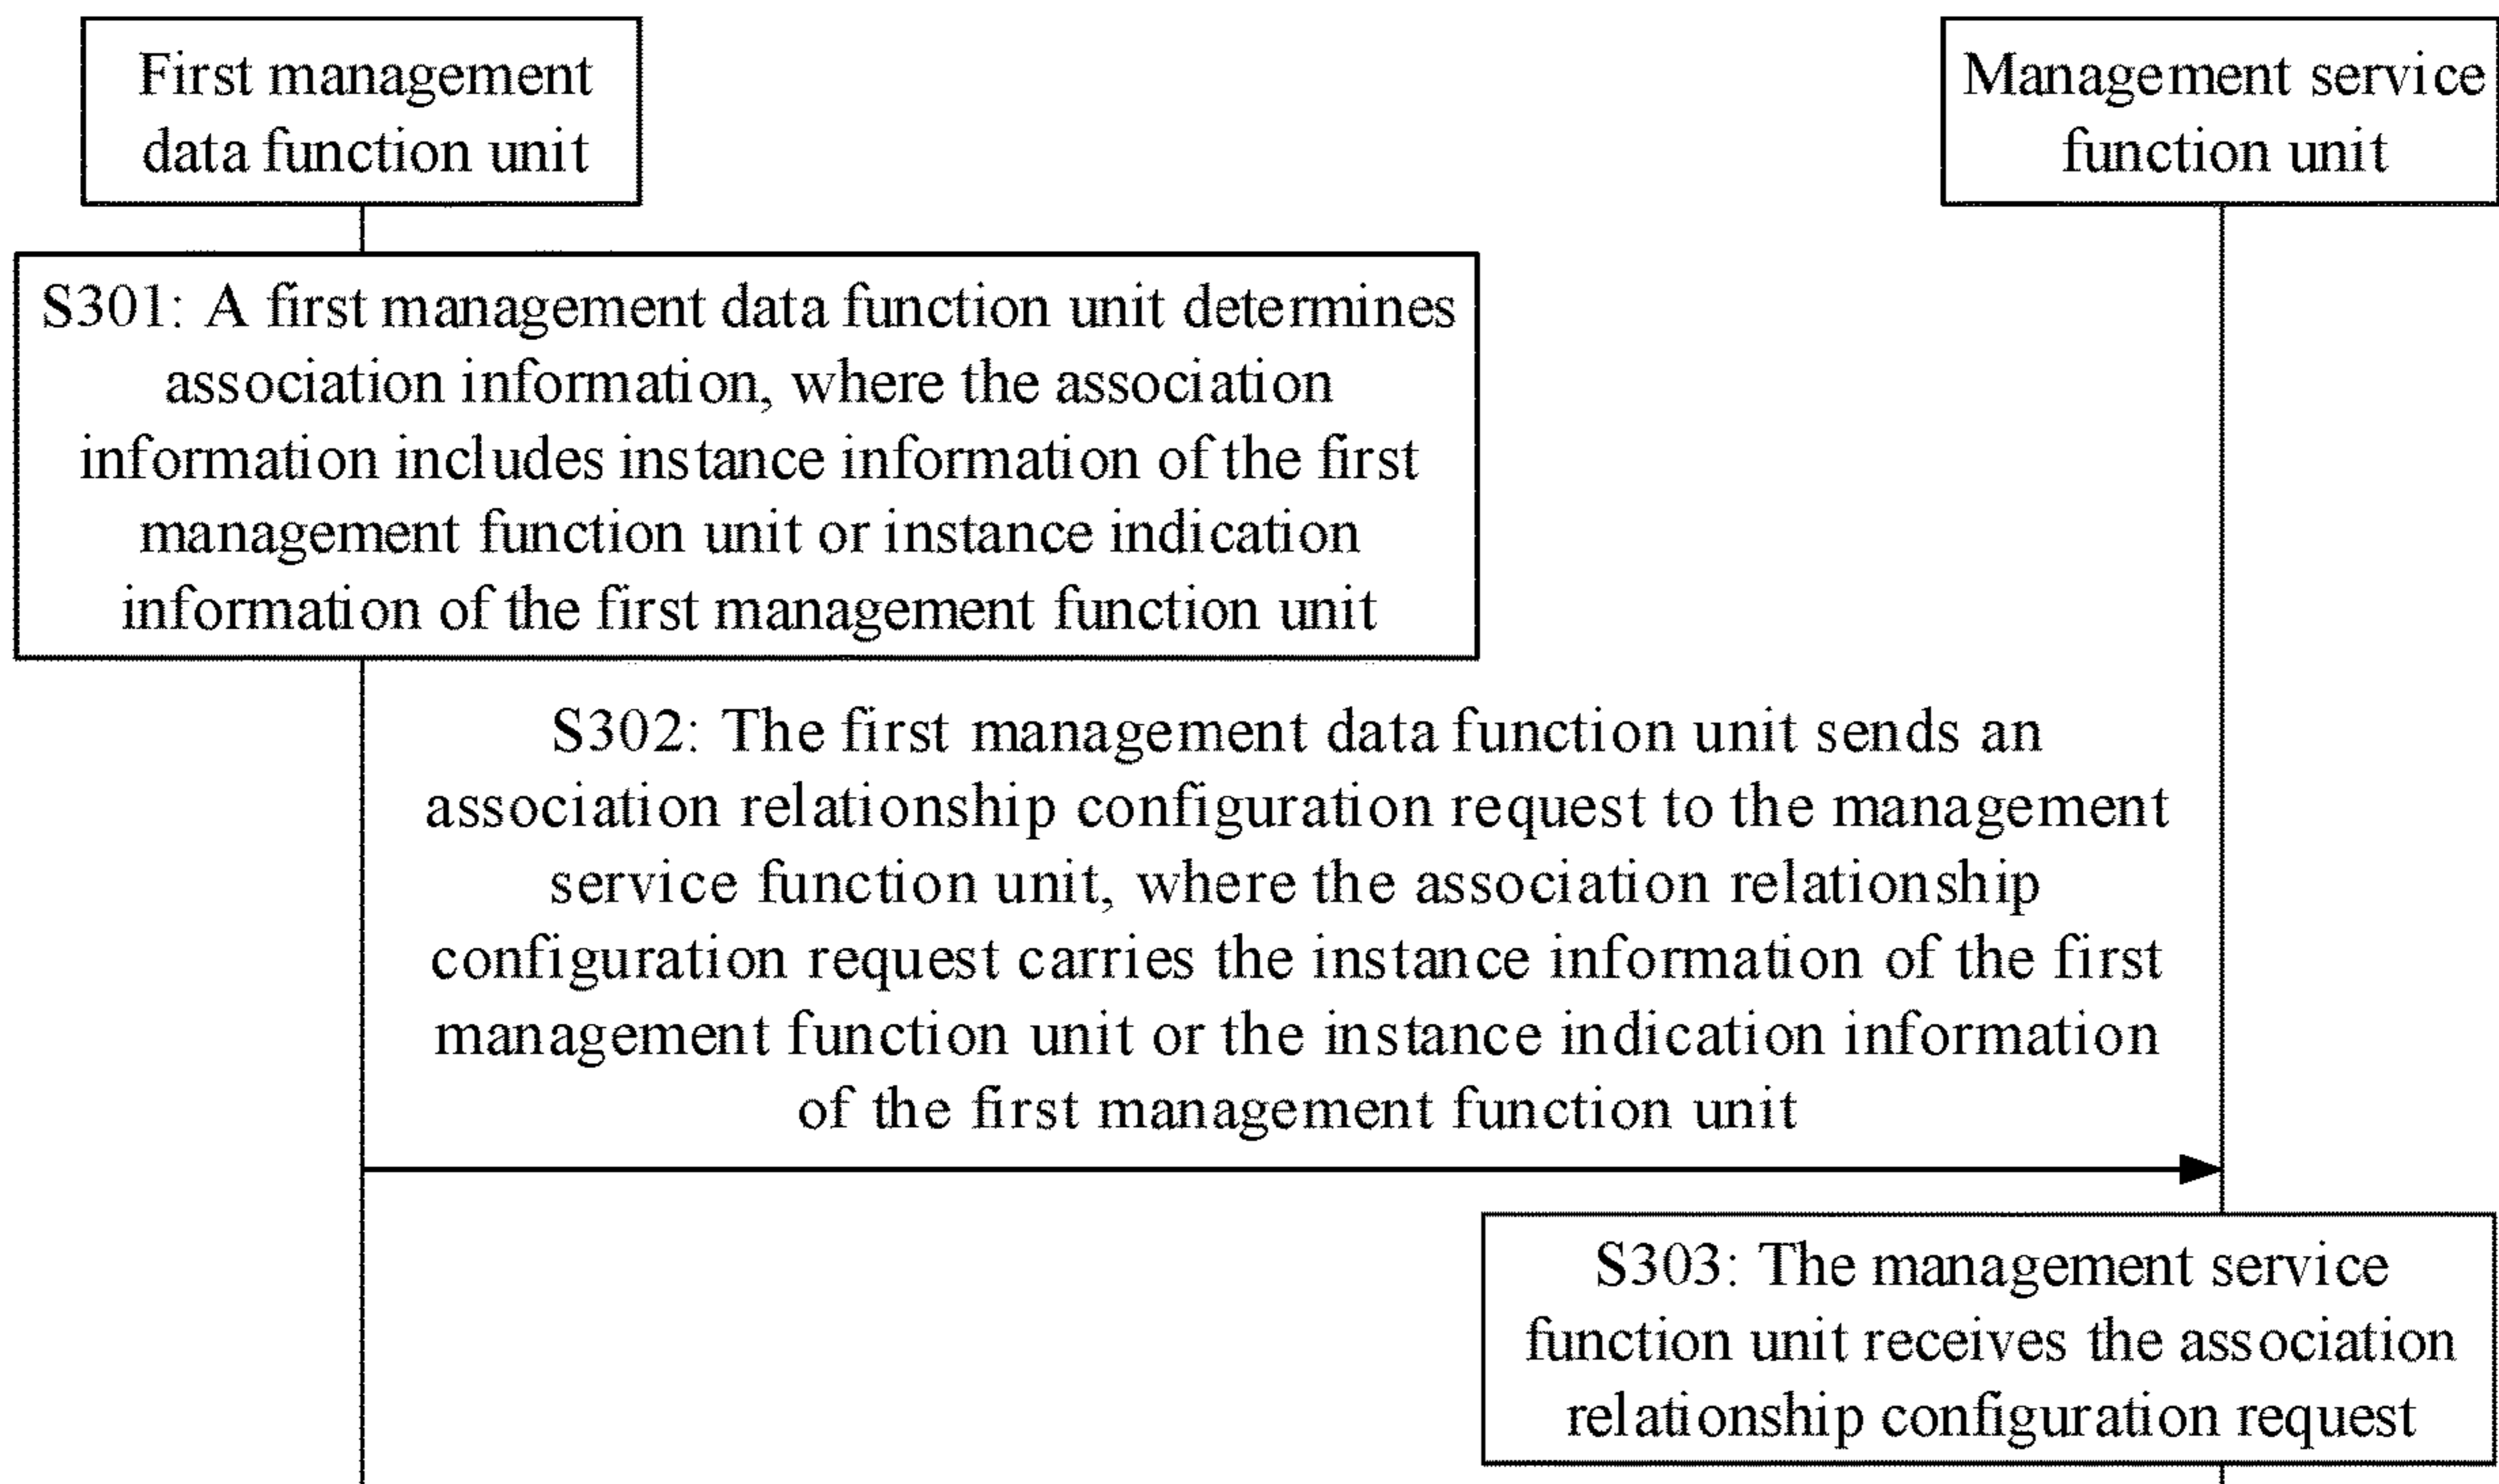 First management
data function unit
Management service
function unit
S301: A first management data function unit determines
association information, where the association
information includes instance information of the first
management function unit or instance indication
information of the first management function unit
S302: The first management data function unit sends an
association relationship configuration request to the management
service function unit, where the association relationship
configuration request carries the instance information of the first
management function unit or the instance indication information
of the first management function unit
S303: The management service
function unit receives the association
relationship configuration request